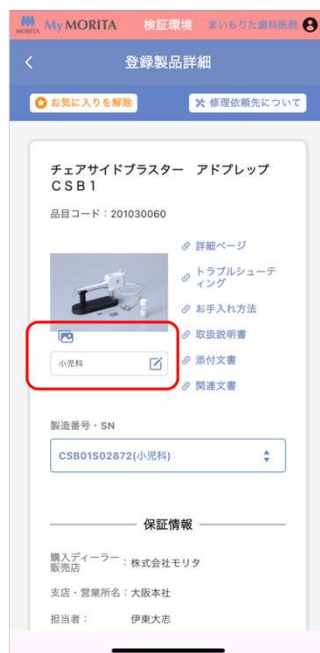 MORITA My MORITA 検証環境 まいもりた歯科医院
登録製品詳細
お気に入りを解除 修理依頼先について
チェアサイドブラスター アドプレップ
CSB1
品目コード：201030060
詳細ページ
トラブルシューテ
ィング
お手入れ方法
取扱説明書
小児科
添付文書
関連文書
製造番号・SN
CSB01S02872(小児科)
保証情報
購入ディーラー
販売店
：株式会社モリタ
支店・営業所名：大阪本社
担当者： 伊東大志